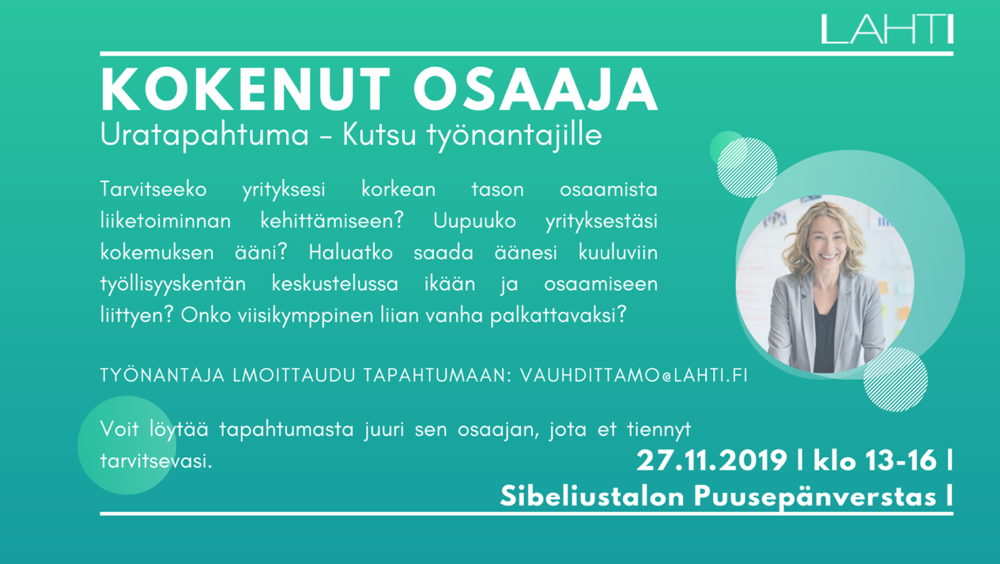 LAHTI
KOKENUT OSAAJA
Uratapahtuma – Kutsu työnantajille
Tarvitseeko yrityksesi korkean tason osaamista
liiketoiminnan kehittämiseen? Uupuuko yrityksestäsi
kokemuksen ääni? Haluatko saada äänesi kuuluviin
työllisyyskentän keskustelussa ikään ja osaamiseen
liittyen? Onko viisikymppinen liian vanha palkattavaksi?
TYÖNANTAJA LMOITTAUDU TAPAHTUMAAN: VAUHDITTAMO@LAHTI.FI
Voit löytää tapahtumasta juuri sen osaajan, jota et tiennyt
tarvitsevasi.
27.11.2019 | klo 13-16 |
Sibeliustalon Puusepänverstas |